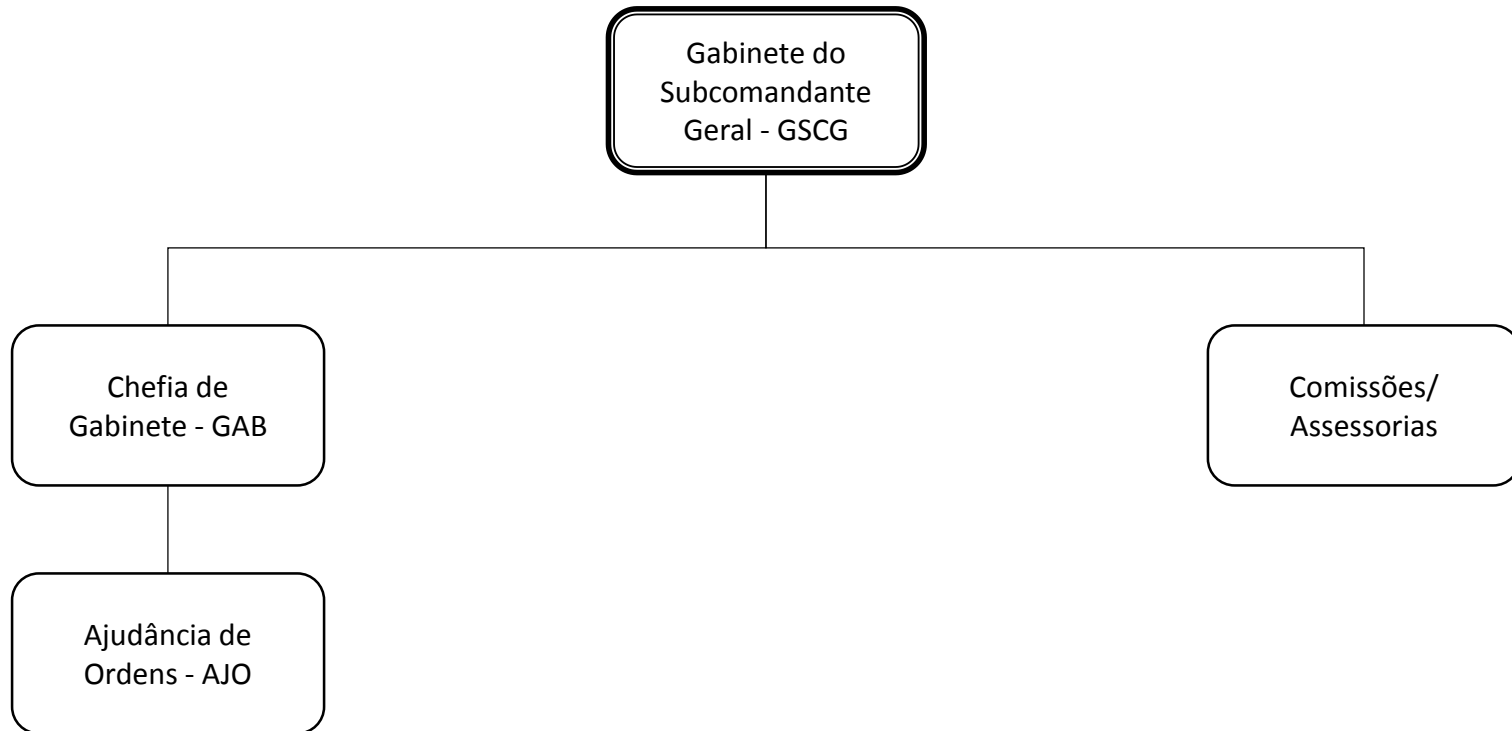 Gabinete do
Subcomandante
Geral - GSCG
Chefia de
Gabinete - GAB
Comissões/
Assessorias
Ajudância de
Ordens - AJO